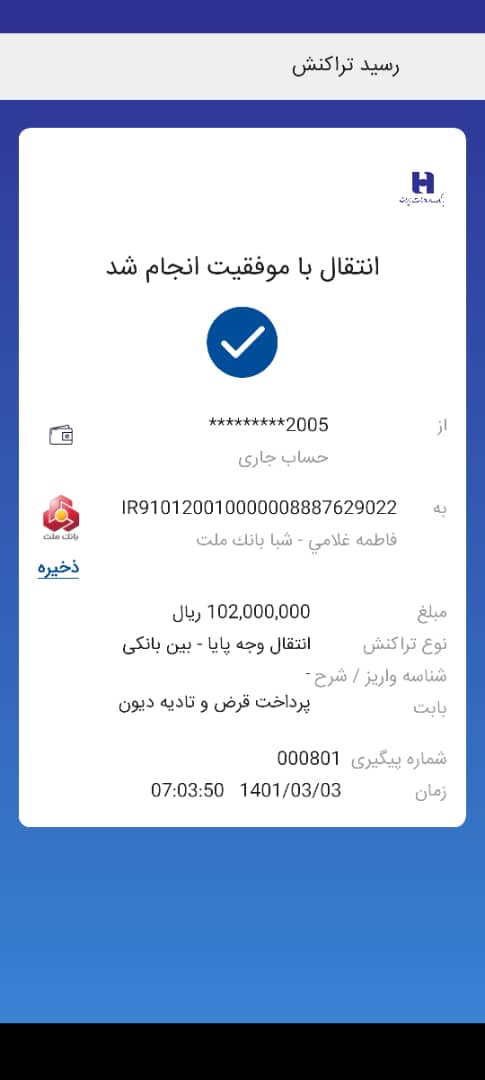 رسید تراکنش
بانک صادرات ایران
انتقال با موفقیت انجام شد
از *********2005
حساب جاری
به IR910120010000008887629022
فاطمه غلامي - شبا بانك ملت
بانك ملت
ذخیره
مبلغ 102,000,000 ریال
نوع تراکنش انتقال وجه پایا - بین بانکی
شناسه واریز / شرح -
بابت پرداخت قرض و تادیه دیون
شماره پیگیری 000801
زمان 1401/03/03 07:03:50